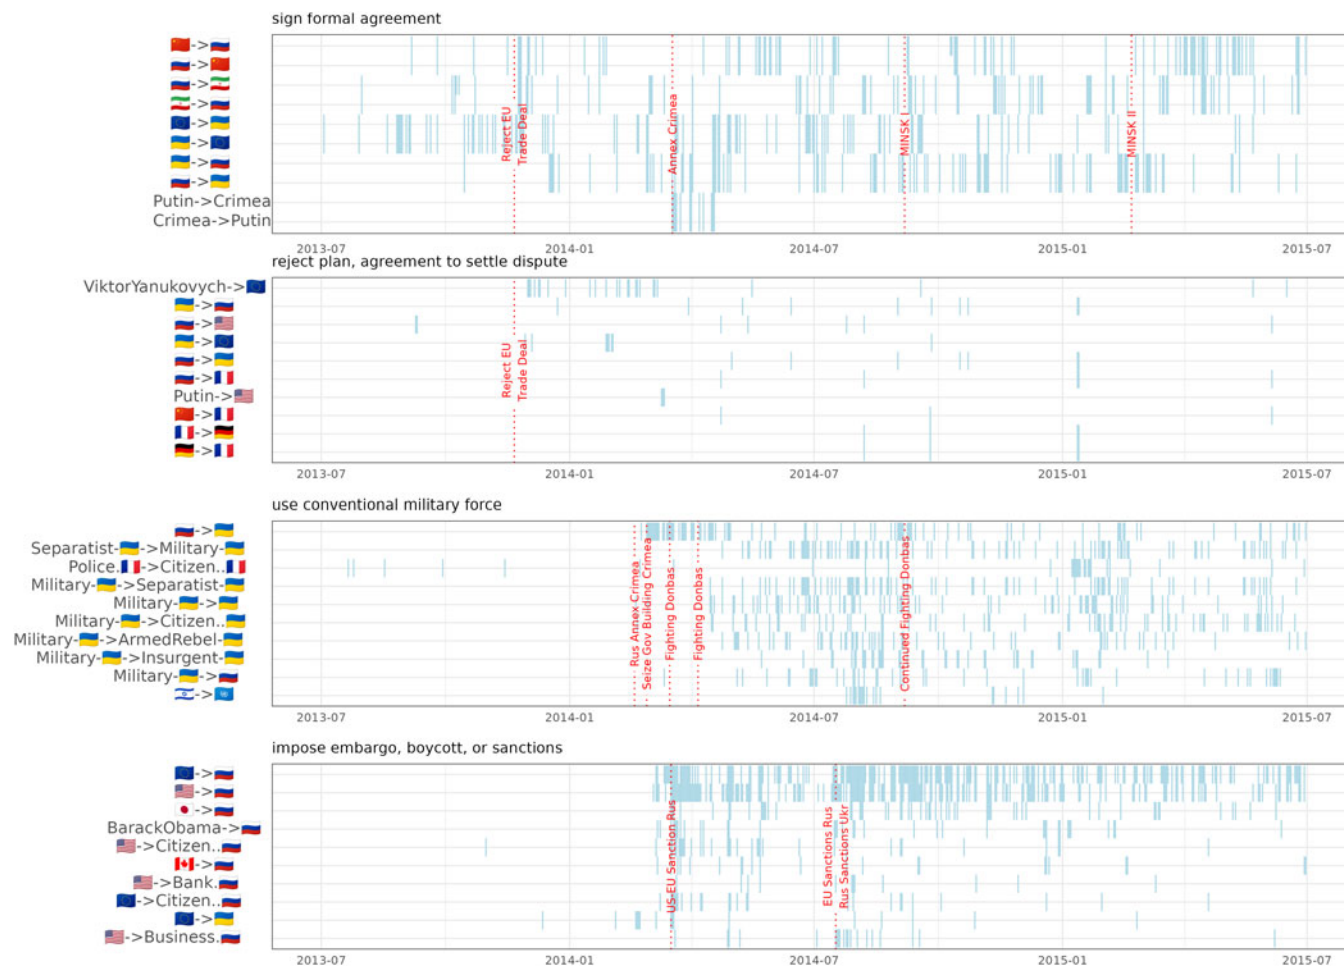 sign formal agreement
🇨🇳->🇷🇺
🇷🇺->🇨🇳
🇷🇺->🇮🇷
🇮🇷->🇷🇺
🇪🇺->🇺🇦
🇺🇦->🇪🇺
🇺🇦->🇷🇺
🇷🇺->🇺🇦
Putin->Crimea
Crimea->Putin
Reject EU
Trade Deal
Annex Crimea
MINSK I
MINSK II
2013-07 2014-01 2014-07 2015-01 2015-07
reject plan, agreement to settle dispute
ViktorYanukovych->🇪🇺
🇺🇦->🇷🇺
🇷🇺->🇺🇸
🇺🇦->🇪🇺
🇷🇺->🇺🇦
🇷🇺->🇫🇷
Putin->🇺🇸
🇨🇳->🇫🇷
🇫🇷->🇩🇪
🇩🇪->🇫🇷
Reject EU
Trade Deal
2013-07 2014-01 2014-07 2015-01 2015-07
use conventional military force
🇷🇺->🇺🇦
Separatist-🇺🇦->Military-🇺🇦
Police.🇫🇷->Citizen..🇫🇷
Military-🇺🇦->Separatist-🇺🇦
Military-🇺🇦->🇺🇦
Military-🇺🇦->Citizen..🇺🇦
Military-🇺🇦->ArmedRebel-🇺🇦
Military-🇺🇦->Insurgent-🇺🇦
Military-🇺🇦->🇷🇺
🇮🇱->🇺🇳
Rus Annex Crimea
Seize Gov Building Crimea
Fighting Donbas
Fighting Donbas
Continued Fighting Donbas
2013-07 2014-01 2014-07 2015-01 2015-07
impose embargo, boycott, or sanctions
🇪🇺->🇷🇺
🇺🇸->🇷🇺
🇯🇵->🇷🇺
BarackObama->🇷🇺
🇺🇸->Citizen..🇷🇺
🇨🇦->🇷🇺
🇺🇸->Bank.🇷🇺
🇪🇺->Citizen..🇷🇺
🇪🇺->🇺🇦
🇺🇸->Business.🇷🇺
US-EU Sanction Rus
EU Sanctions Rus
Rus Sanctions Ukr
2013-07 2014-01 2014-07 2015-01 2015-07